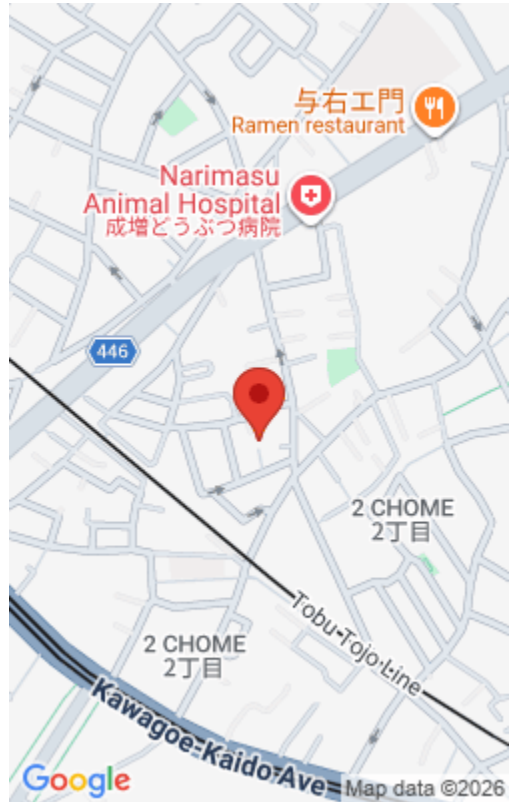 与右エ門
Ramen restaurant
Narimasu
Animal Hospital
成増どうぶつ病院
446
2 CHOME
2丁目
Tobu Tojo Line
2 CHOME
2丁目
Kawagoe-Kaido Ave
Google
Map data ©2026